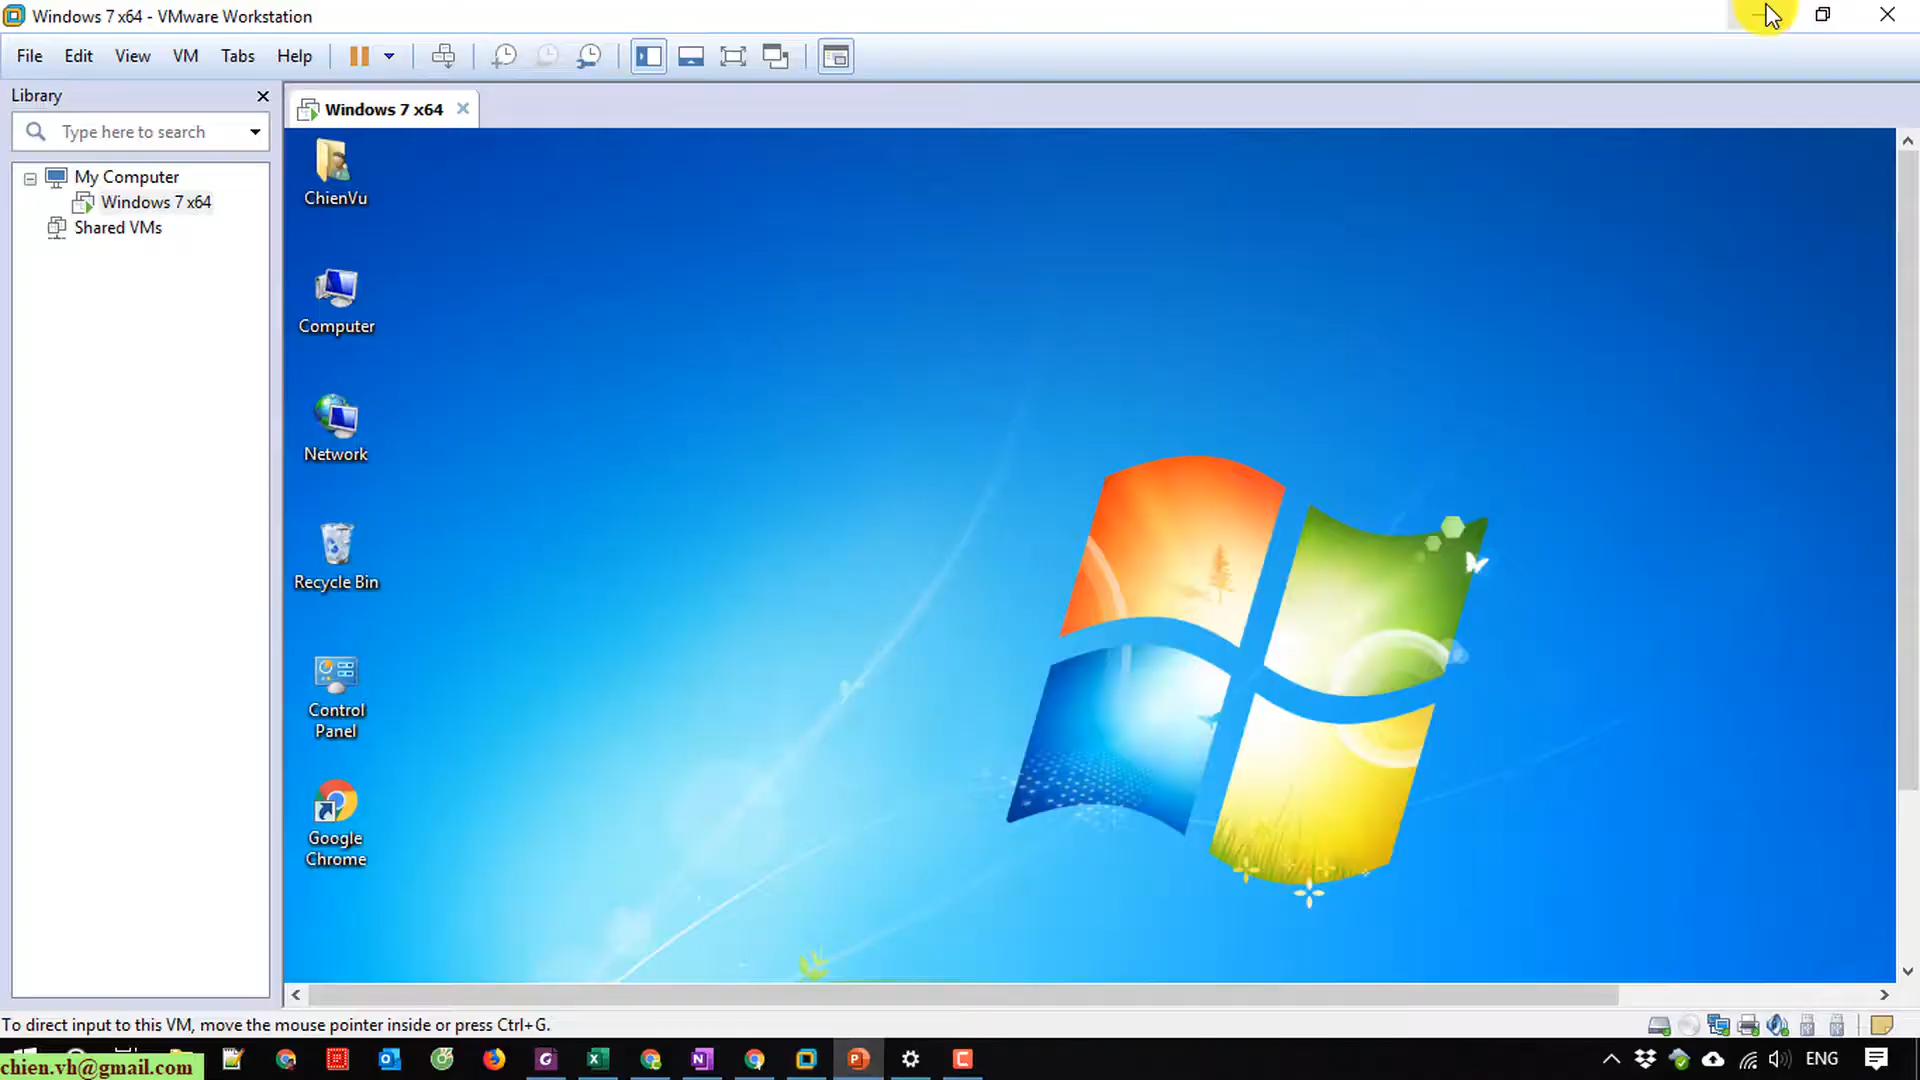 Windows 7 x64 - VMware Workstation
File Edit View VM Tabs Help
Library
Windows 7 x64
Type here to search
My Computer
Windows 7 x64
Shared VMs
ChienVu
Computer
Network
Recycle Bin
Control
Panel
Google
Chrome
To direct input to this VM, move the mouse pointer inside or press Ctrl+G.
chien.vh@gmail.com
ENG